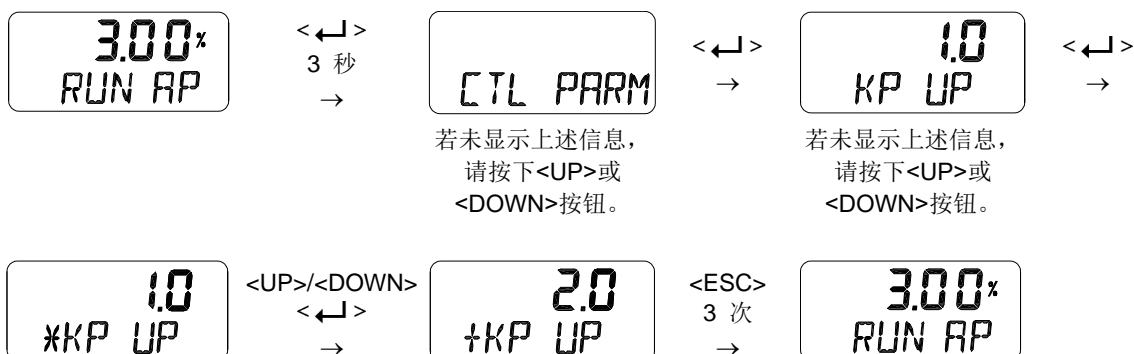 3.00%
RUN AP
<↵>
3 秒
→
CTL PARM
若未显示上述信息,
请按下<UP>或
<DOWN>按钮。
<↵>
→
1.0
KP UP
若未显示上述信息,
请按下<UP>或
<DOWN>按钮。
<↵>
→
1.0
*KP UP
<UP>/<DOWN>
<↵>
→
2.0
+KP UP
<ESC>
3 次
→
3.00%
RUN AP